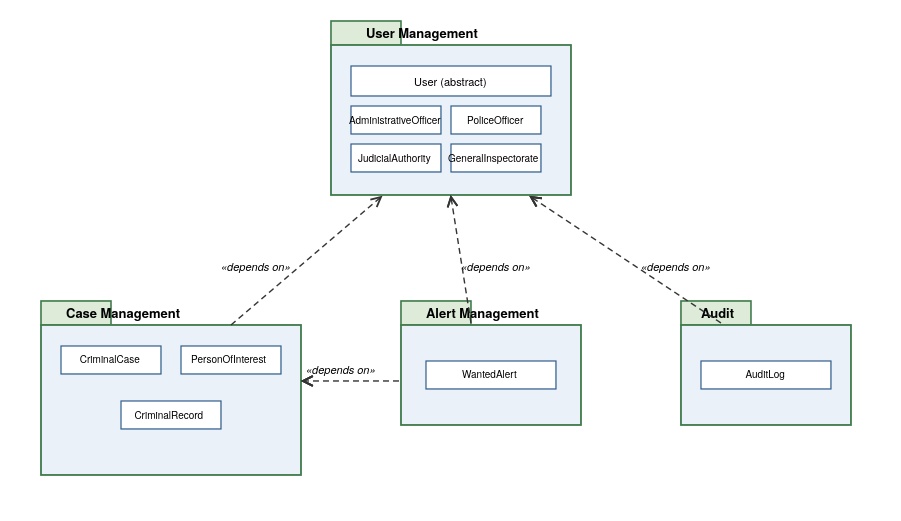 User Management
User (abstract)
AdministrativeOfficer
PoliceOfficer
JudicialAuthority
GeneralInspectorate
«depends on»
«depends on»
«depends on»
Case Management
Alert Management
Audit
CriminalCase
PersonOfInterest
CriminalRecord
«depends on»
WantedAlert
AuditLog